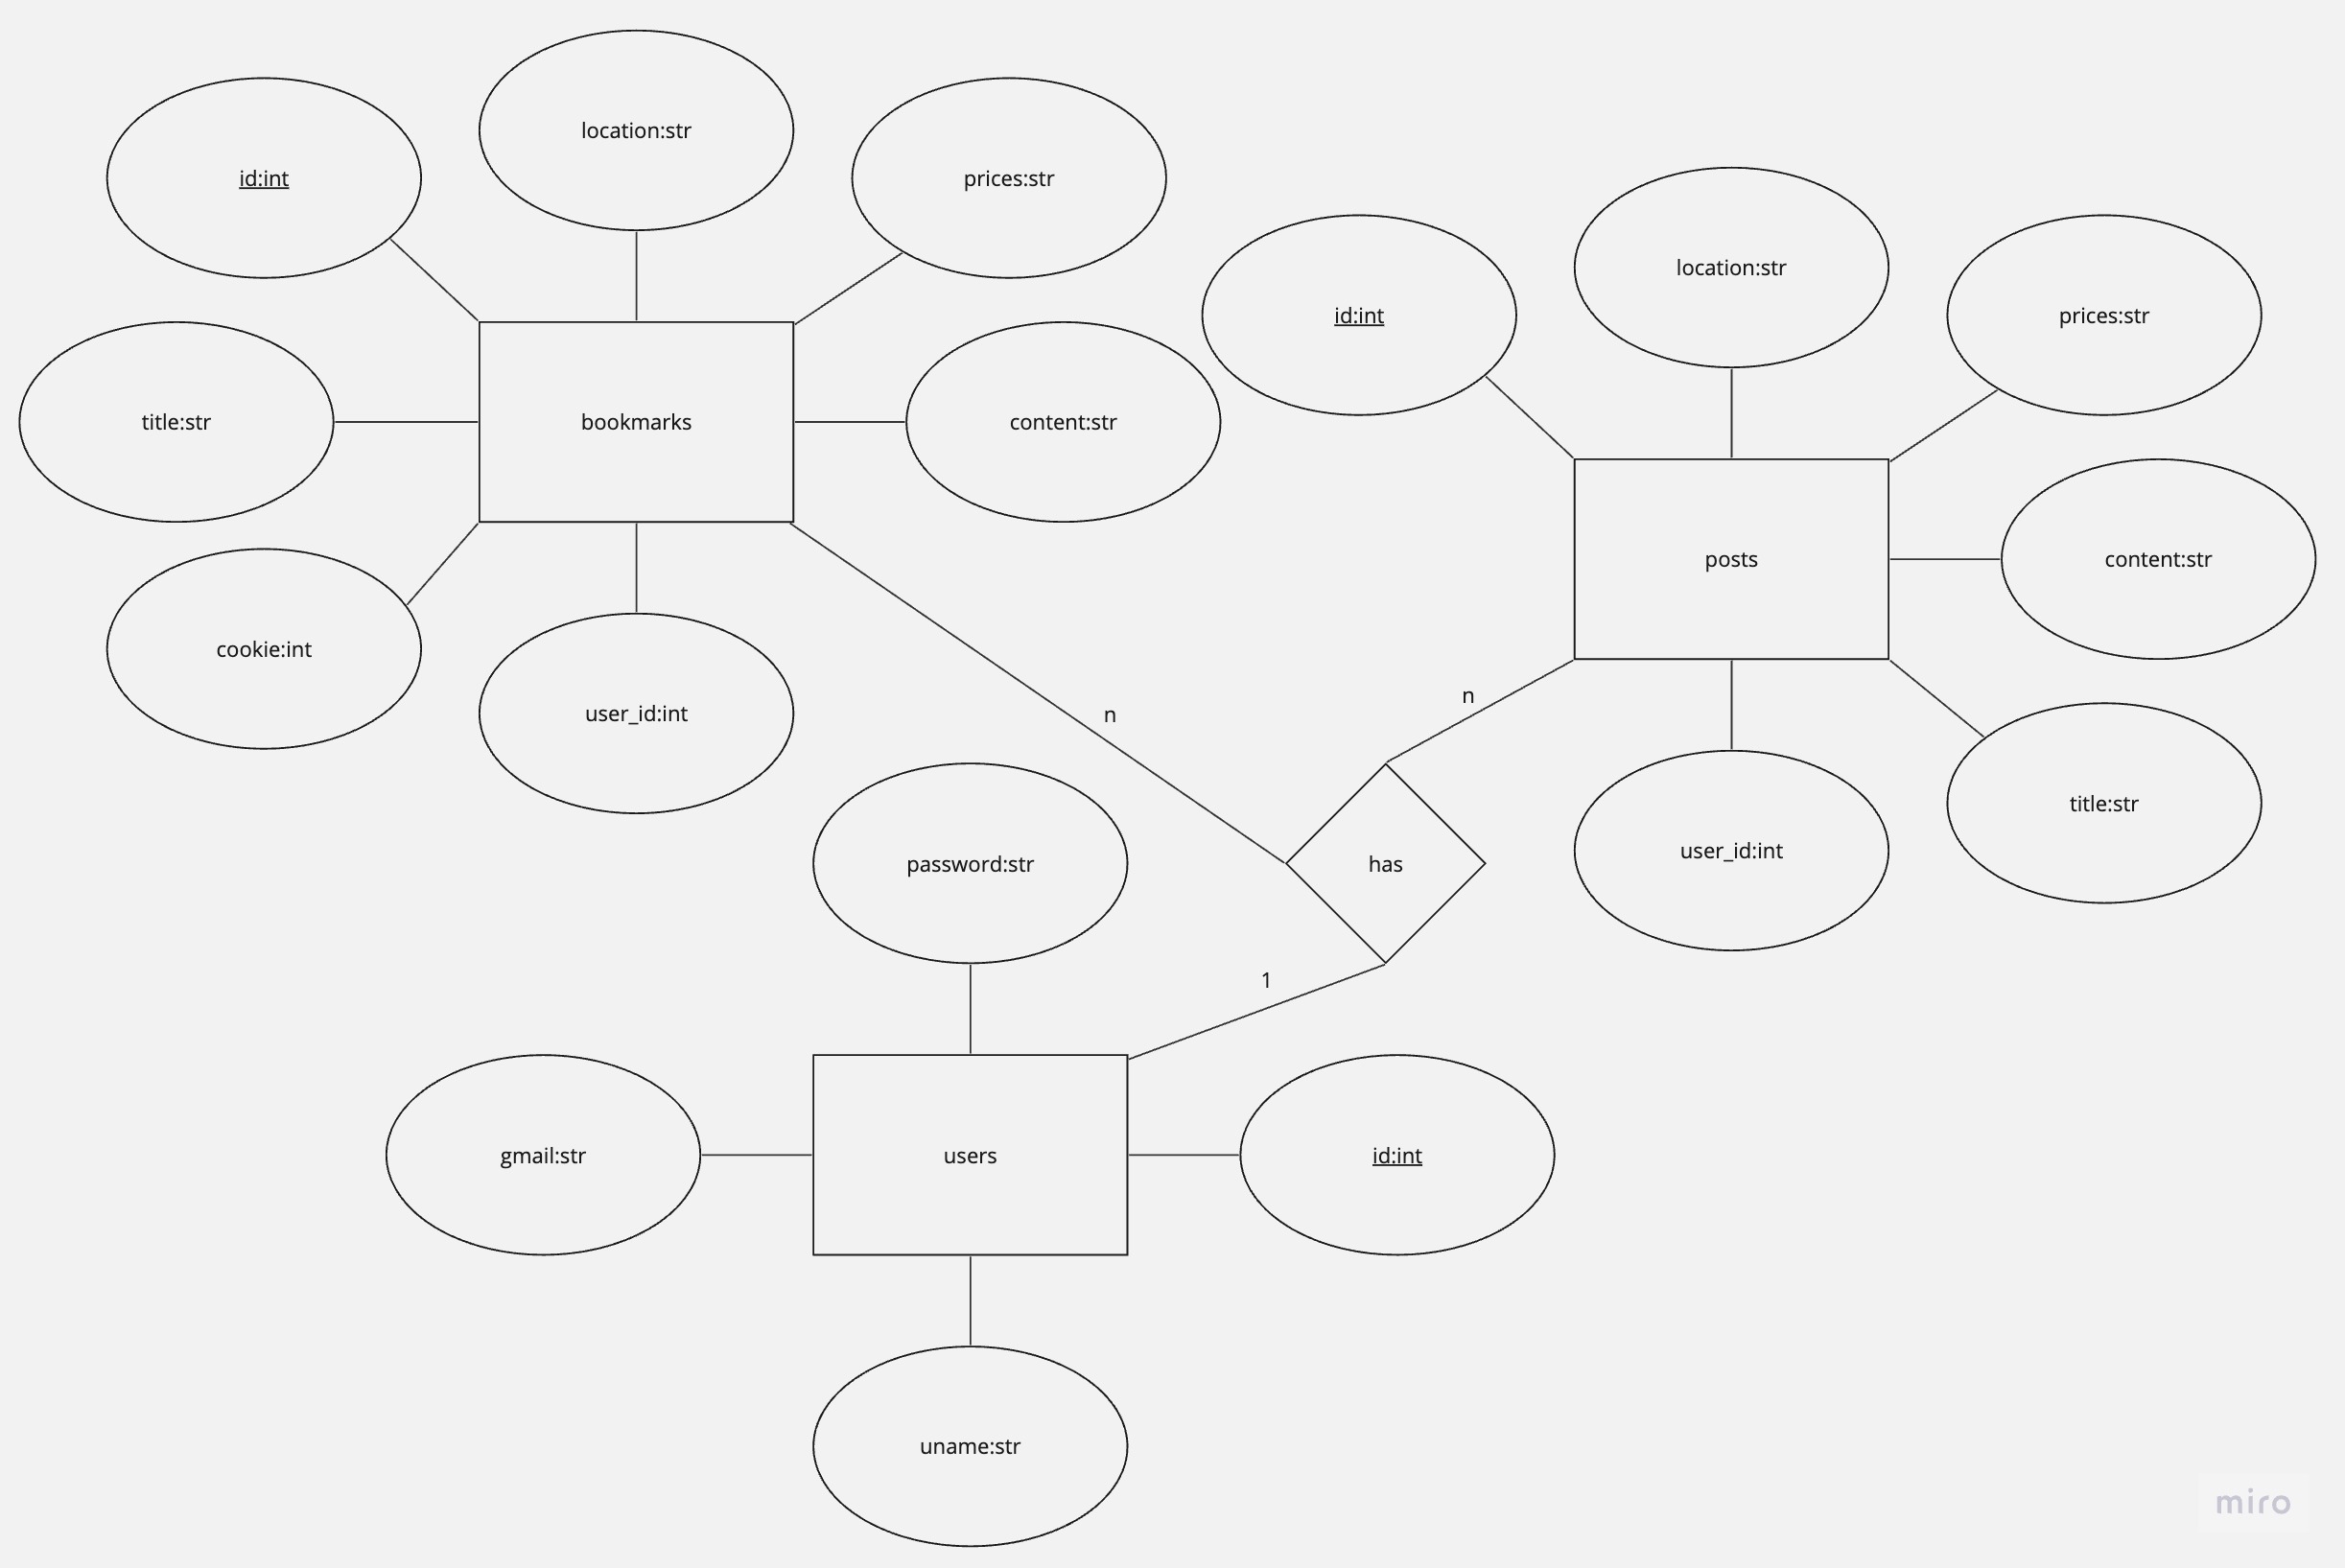 location:str
id:int
prices:str
title:str
bookmarks
content:str
cookie:int
user_id:int
location:str
id:int
prices:str
posts
content:str
user_id:int
title:str
n
n
has
1
password:str
gmail:str
users
id:int
uname:str
miro